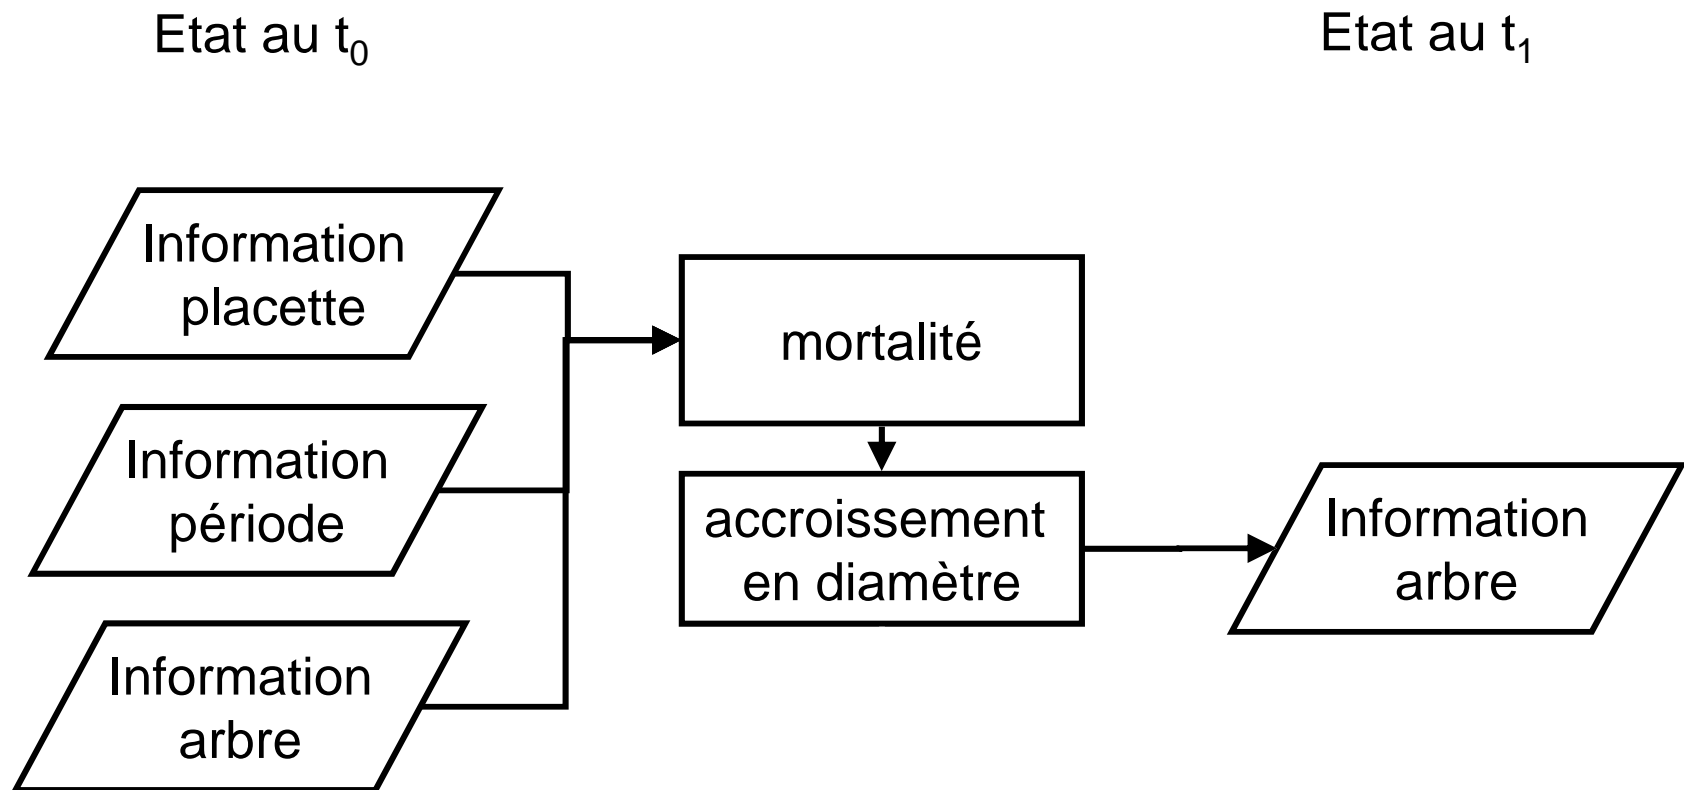 Etat au t₀
Etat au t₁
Information
placette
mortalité
Information
période
accroissement
en diamètre
Information
arbre
Information
arbre